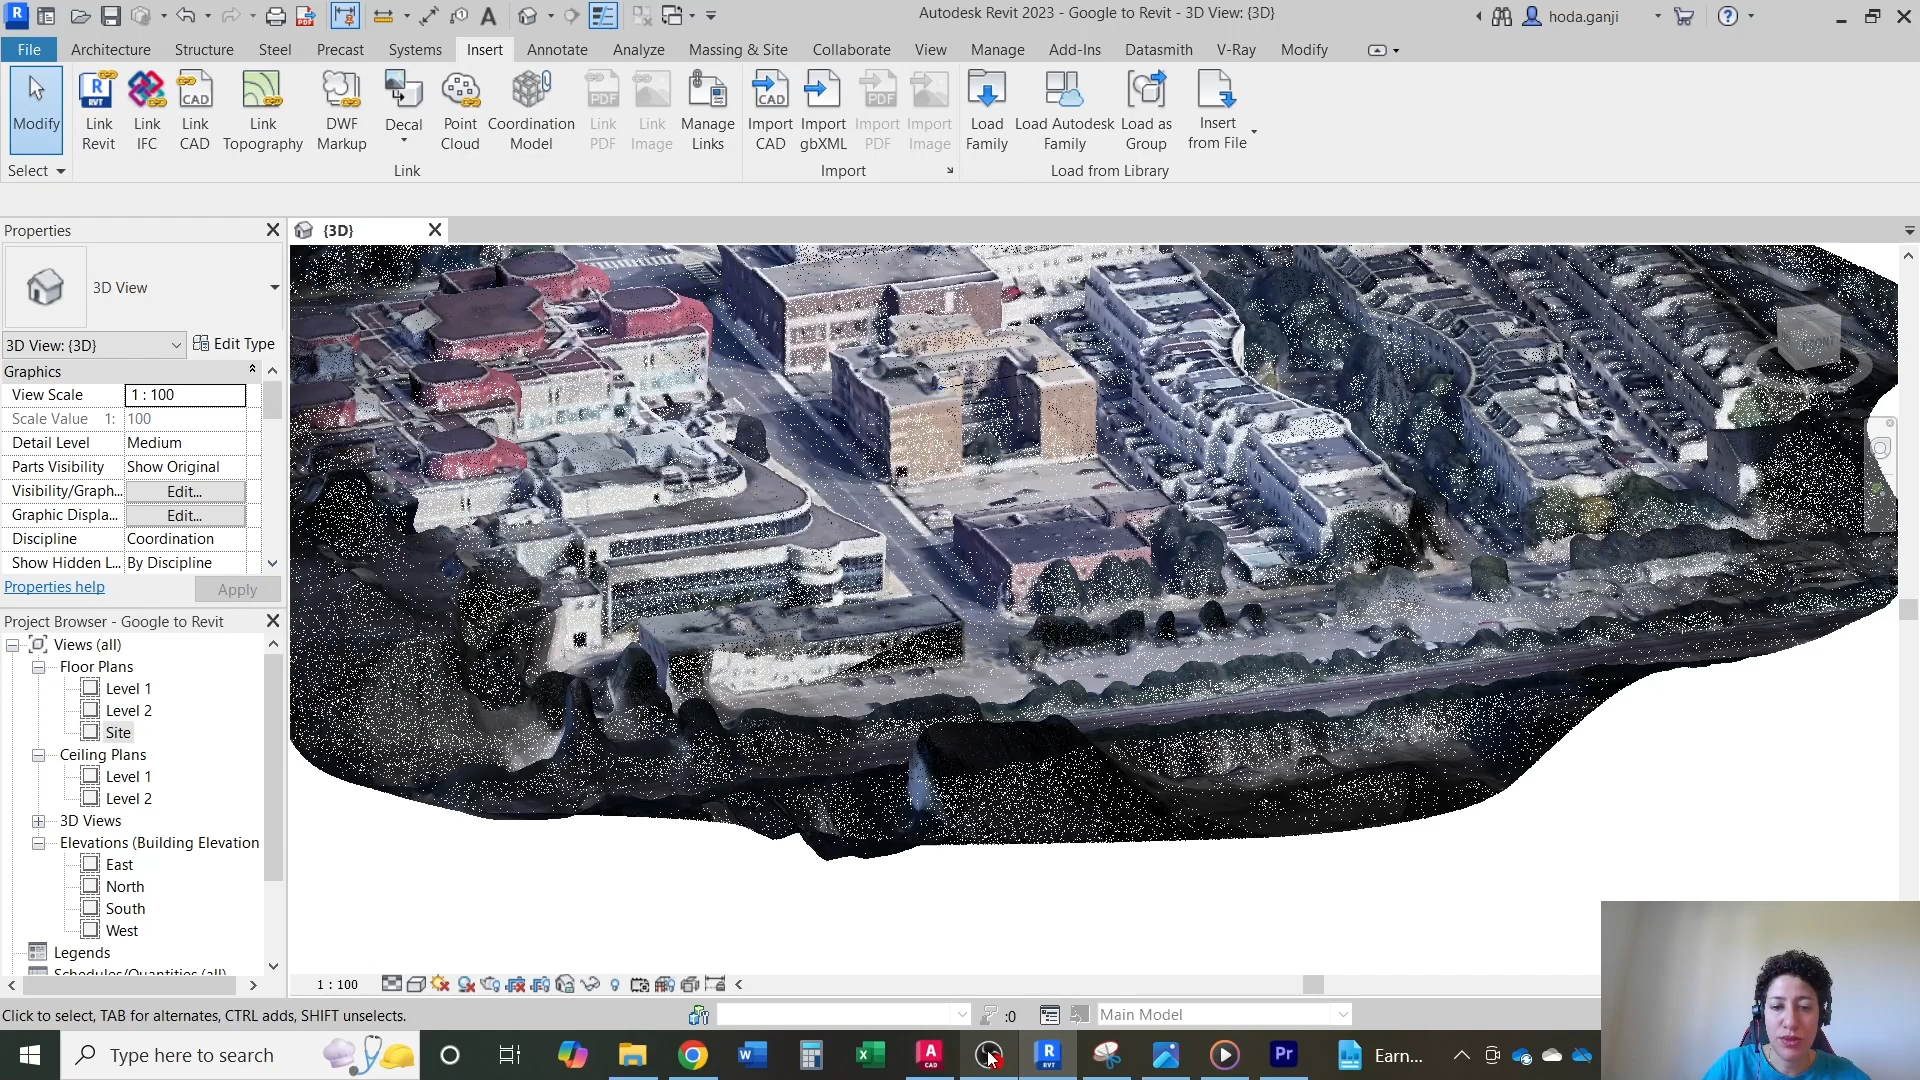 Autodesk Revit 2023 - Google to Revit - 3D View: {3D}
hoda.ganji
File Architecture Structure Steel Precast Systems Insert Annotate Analyze Massing & Site Collaborate View Manage Add-Ins Datasmith V-Ray Modify
Modify
Link Revit
Link IFC
Link CAD
Link Topography
DWF Markup
Decal
Point Cloud
Coordination Model
Link PDF
Link Image
Manage Links
Import CAD
Import gbXML
Import PDF
Import Image
Load Family
Load Autodesk Family
Load as Group
Insert from File
Select
Link
Import
Load from Library
Properties
{3D}
3D View
3D View: {3D}
Edit Type
Graphics
View Scale 1 : 100
Scale Value 1: 100
Detail Level Medium
Parts Visibility Show Original
Visibility/Graph... Edit...
Graphic Displa... Edit...
Discipline Coordination
Show Hidden L... By Discipline
Properties help
Apply
Project Browser - Google to Revit
Views (all)
Floor Plans
Level 1
Level 2
Site
Ceiling Plans
Level 1
Level 2
3D Views
Elevations (Building Elevation
East
North
South
West
Legends
Schedules/Quantities (all)
FRONT
1 : 100
Click to select, TAB for alternates, CTRL adds, SHIFT unselects.
:0
Main Model
Type here to search
Earn...